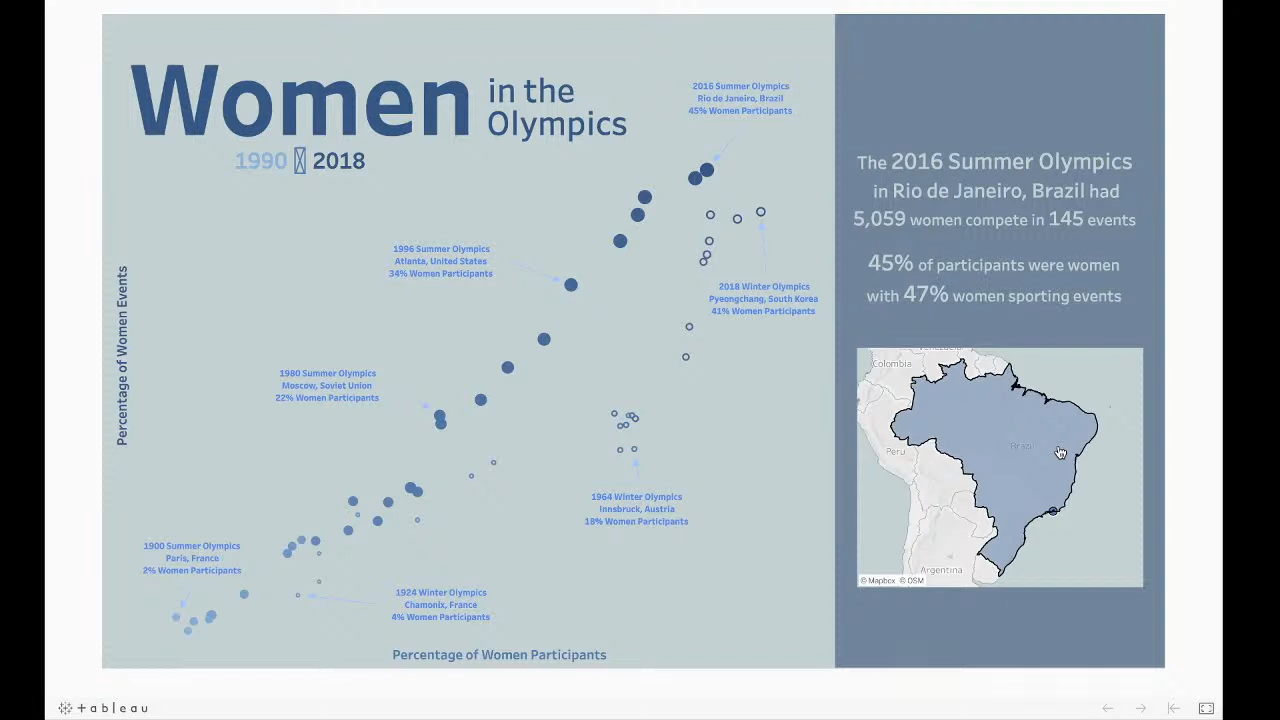 Women in the
Olympics
1990 2018
2016 Summer Olympics
Rio de Janeiro, Brazil
45% Women Participants
1996 Summer Olympics
Atlanta, United States
34% Women Participants
2018 Winter Olympics
Pyeongchang, South Korea
41% Women Participants
1980 Summer Olympics
Moscow, Soviet Union
22% Women Participants
1964 Winter Olympics
Innsbruck, Austria
18% Women Participants
1900 Summer Olympics
Paris, France
2% Women Participants
1924 Winter Olympics
Chamonix, France
4% Women Participants
Percentage of Women Events
Percentage of Women Participants
The 2016 Summer Olympics
in Rio de Janeiro, Brazil had
5,059 women compete in 145 events
45% of participants were women
with 47% women sporting events
Venezuela
Colombia
Brazil
Peru
Argentina
© Mapbox © OSM
+ a b l e a u